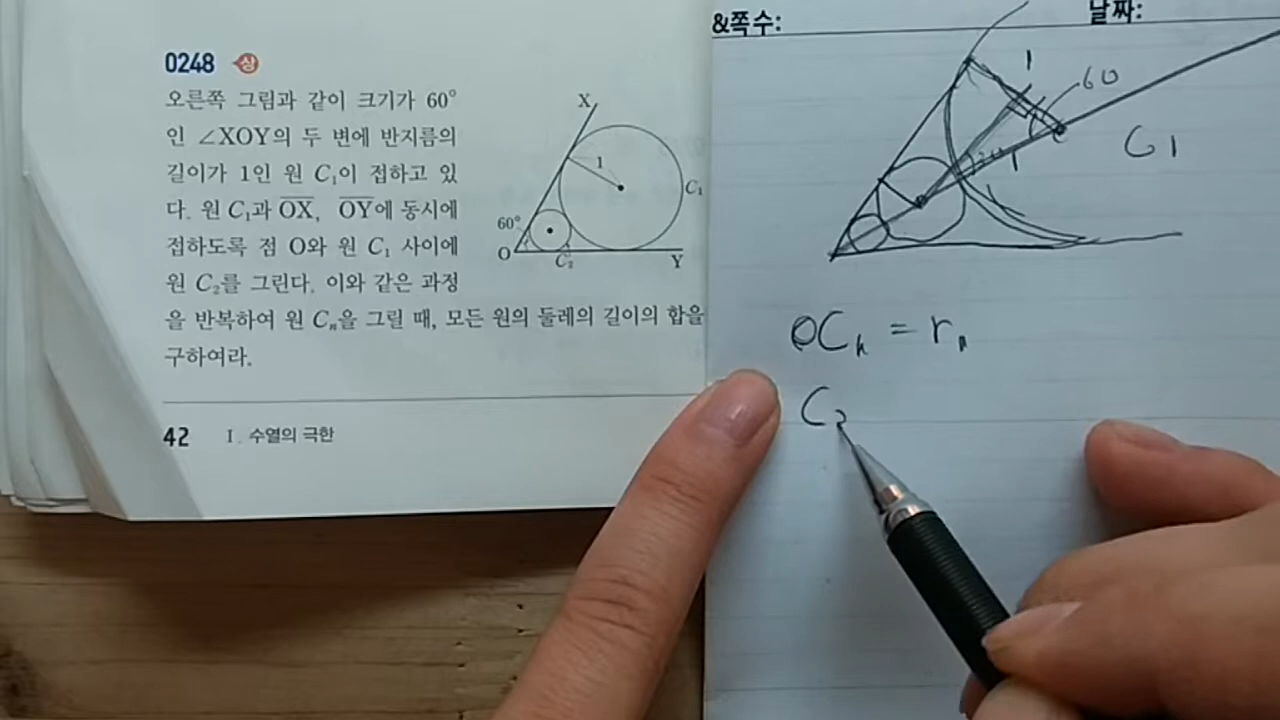 0248 상
오른쪽 그림과 같이 크기가 60°
인 ∠XOY의 두 변에 반지름의
길이가 1인 원 C₁이 접하고 있
다. 원 C₁과 OX, OY에 동시에
접하도록 점 O와 원 C₁ 사이에
원 C₂를 그린다. 이와 같은 과정
을 반복하여 원 Cₙ을 그릴 때, 모든 원의 둘레의 길이의 합을
구하여라.
X
1
C₁
60°
O
C₂
Y
42 Ⅰ. 수열의 극한
&쪽수:
날짜:
1
60
C1
1
OCₙ = rₙ
C₂